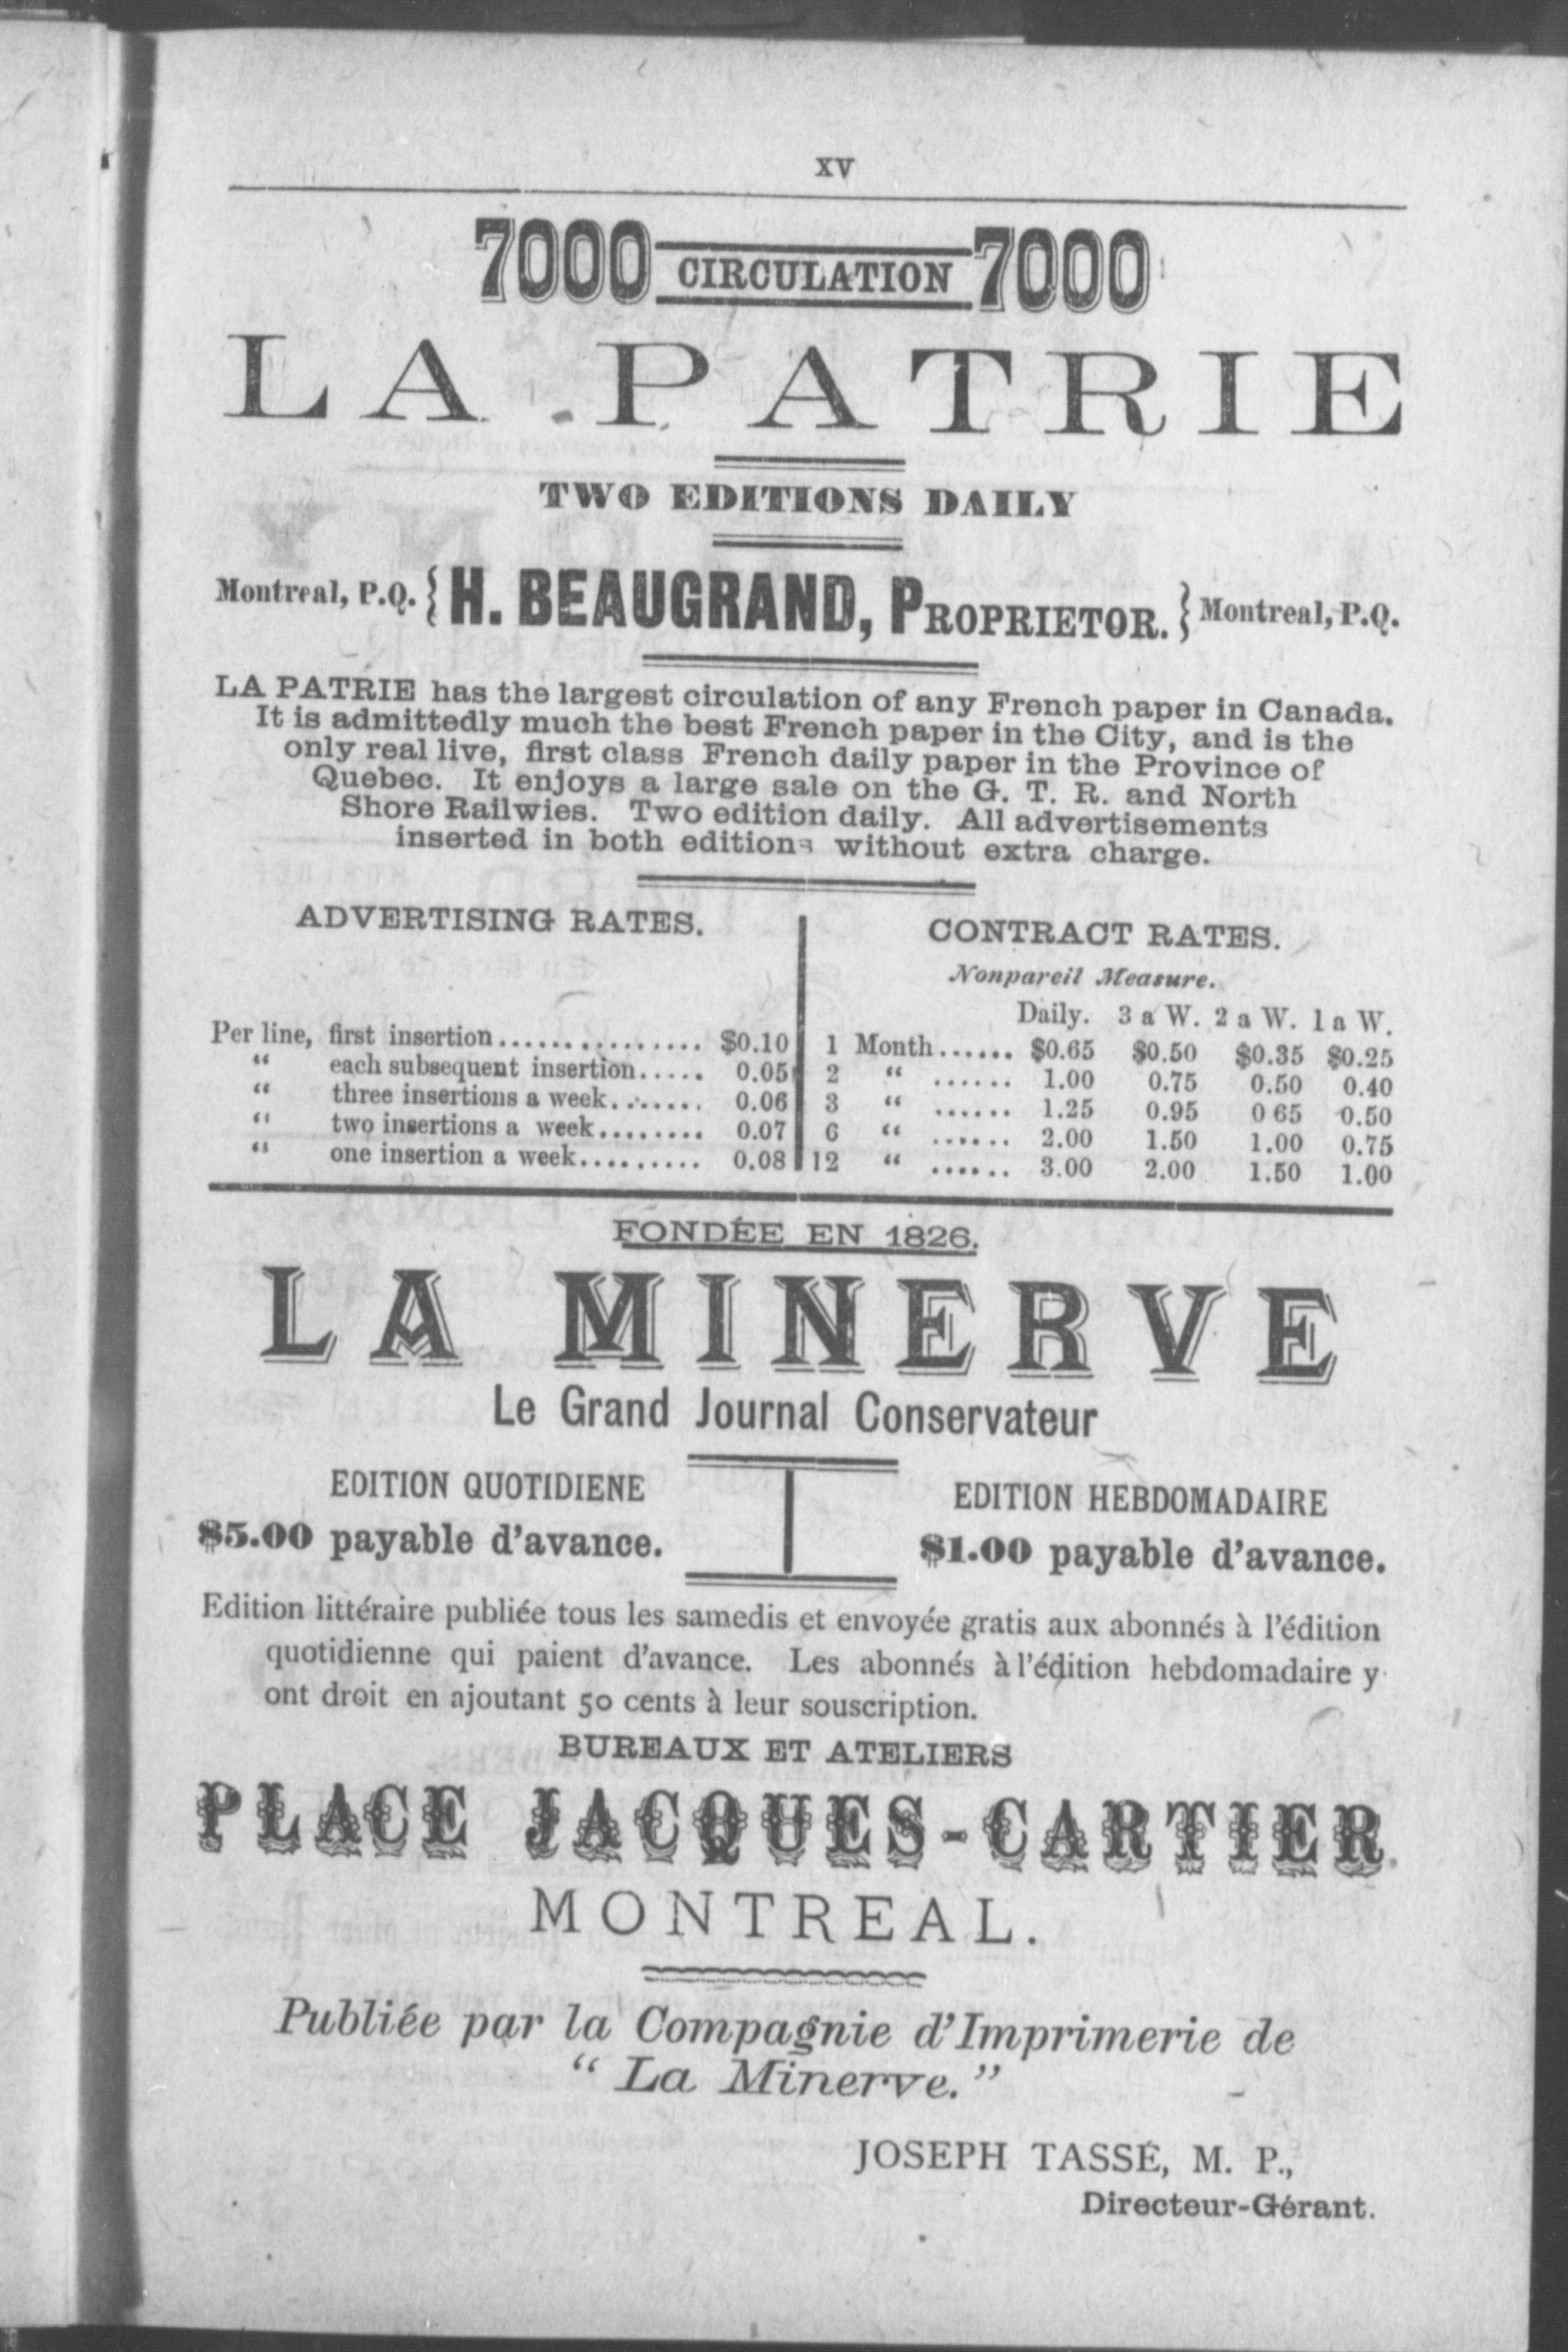 XV
7000 CIRCULATION 7000
LA PATRIE
TWO EDITIONS DAILY
Montreal, P.Q. { H. BEAUGRAND, PROPRIETOR. } Montreal, P.Q.
LA PATRIE has the largest circulation of any French paper in Canada.
It is admittedly much the best French paper in the City, and is the
only real live, first class French daily paper in the Province of
Quebec. It enjoys a large sale on the G. T. R. and North
Shore Railwies. Two edition daily. All advertisements
inserted in both editions without extra charge.
ADVERTISING RATES.
Per line, first insertion............... $0.10
“ each subsequent insertion..... 0.05
“ three insertions a week........ 0.06
“ two insertions a week........ 0.07
“ one insertion a week......... 0.08
CONTRACT RATES.
Nonpareil Measure.
Daily. 3 a W. 2 a W. 1 a W.
1 Month...... $0.65 $0.50 $0.35 $0.25
2 “ ...... 1.00 0.75 0.50 0.40
3 “ ...... 1.25 0.95 0 65 0.50
6 “ ...... 2.00 1.50 1.00 0.75
12 “ ...... 3.00 2.00 1.50 1.00
FONDÉE EN 1826.
LA MINERVE
Le Grand Journal Conservateur
EDITION QUOTIDIENE
$5.00 payable d’avance.
EDITION HEBDOMADAIRE
$1.00 payable d’avance.
Edition littéraire publiée tous les samedis et envoyée gratis aux abonnés à l’édition
quotidienne qui paient d’avance. Les abonnés à l’édition hebdomadaire y
ont droit en ajoutant 50 cents à leur souscription.
BUREAUX ET ATELIERS
PLACE JACQUES-CARTIER.
MONTREAL.
Publiée par la Compagnie d’Imprimerie de
“ La Minerve.”
JOSEPH TASSÉ, M. P.,
Directeur-Gérant.